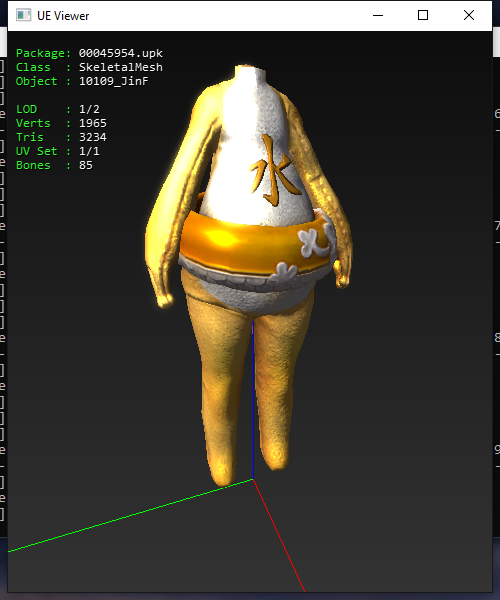 UE Viewer
Package: 00045954.upk
Class : SkeletalMesh
Object : 10109_JinF
LOD : 1/2
Verts : 1965
Tris : 3234
UV Set : 1/1
Bones : 85
水